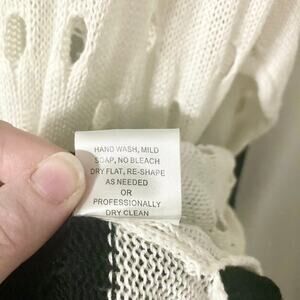 HAND WASH, MILD
SOAP, NO BLEACH
DRY FLAT, RE-SHAPE
AS NEEDED
OR
PROFESSIONALLY
DRY CLEAN